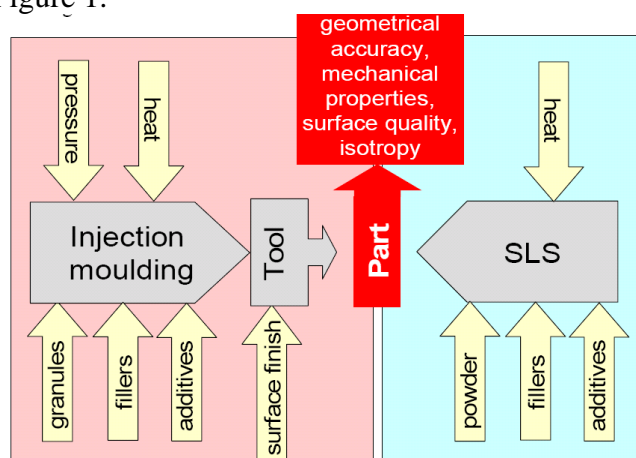 Figure 1.
geometrical
accuracy,
mechanical
properties,
surface quality,
isotropy
pressure
heat
heat
Injection
moulding
Tool
Part
SLS
granules
fillers
additives
surface finish
powder
fillers
additives